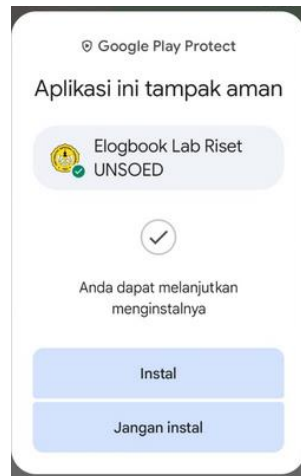 Google Play Protect
Aplikasi ini tampak aman
Elogbook Lab Riset
UNSOED
Anda dapat melanjutkan
menginstalnya
Instal
Jangan instal